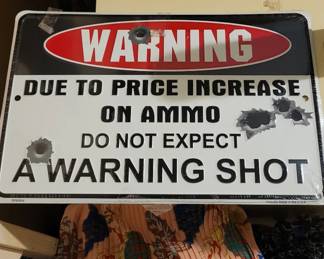 WARNING
DUE TO PRICE INCREASE
ON AMMO
DO NOT EXPECT
A WARNING SHOT